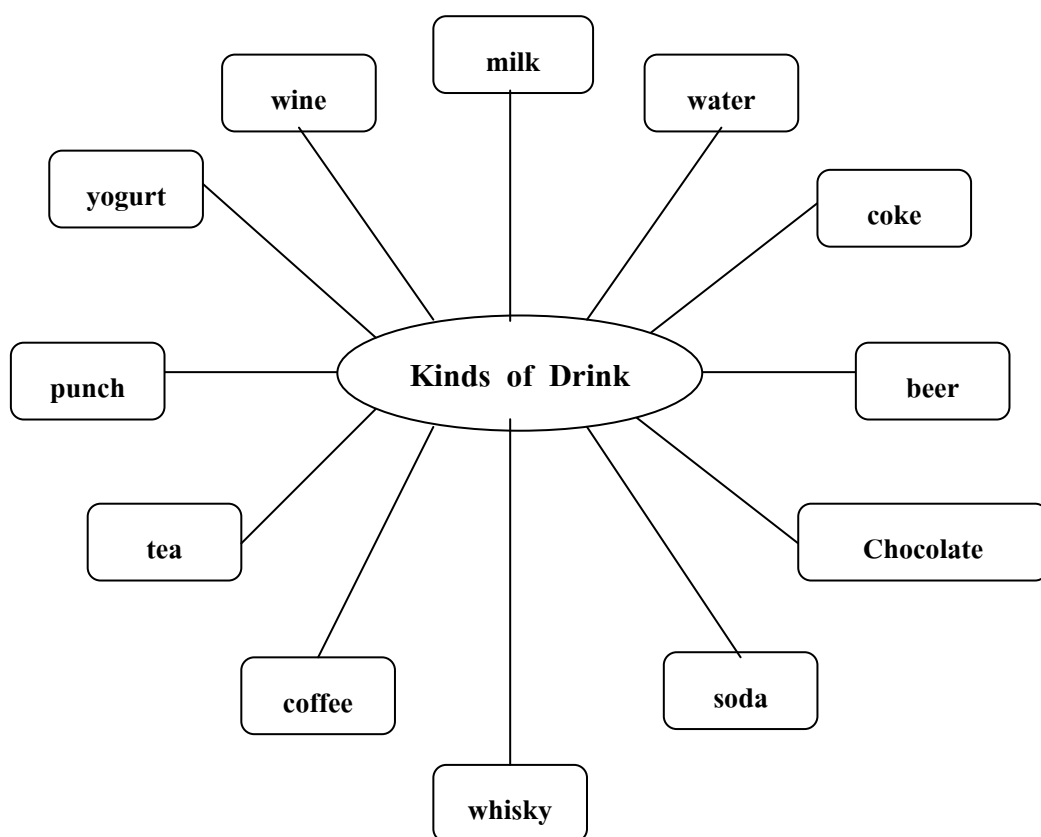 milk
wine
water
yogurt
coke
Kinds of Drink
punch
beer
tea
Chocolate
coffee
soda
whisky